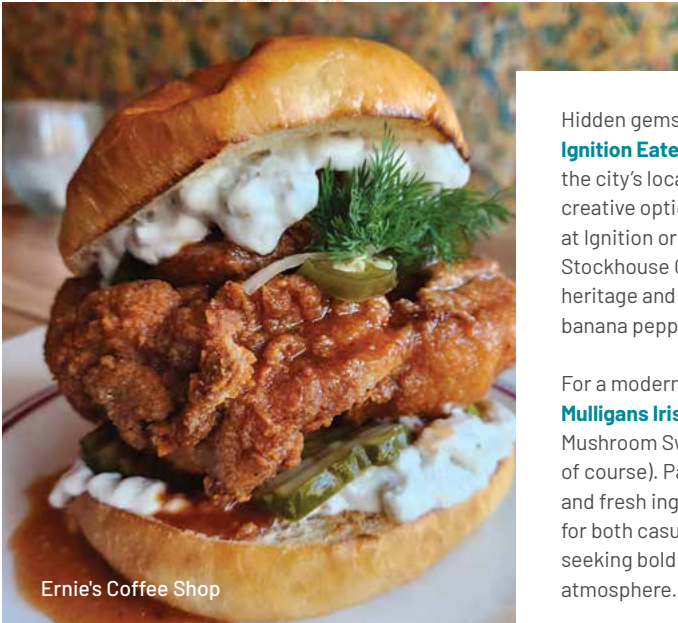 Hidden gems
Ignition Eate
the city's loca
creative optio
at Ignition or
Stockhouse
heritage and
banana pepp
For a modern
Mulligans Iris
Mushroom Sw
of course). Pa
and fresh ing
for both casu
seeking bold
atmosphere.
Ernie's Coffee Shop